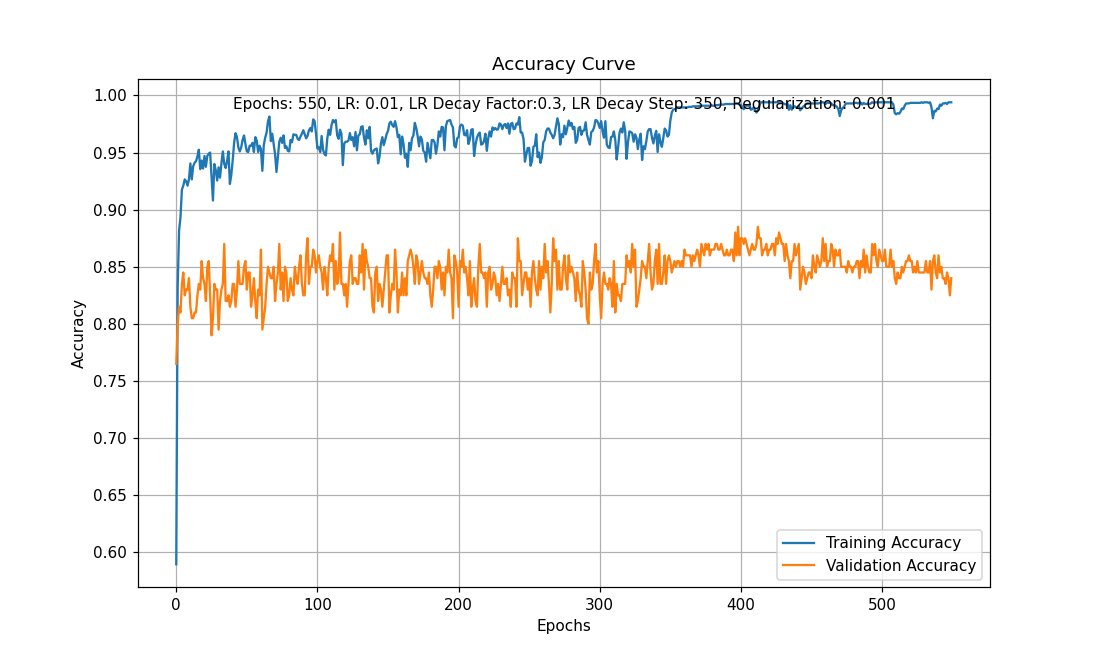 Accuracy Curve
Epochs: 550, LR: 0.01, LR Decay Factor:0.3, LR Decay Step: 350, Regularization: 0.001
1.00
0.95
0.90
0.85
0.80
0.75
0.70
0.65
0.60
Accuracy
0 100 200 300 400 500
Epochs
Training Accuracy
Validation Accuracy